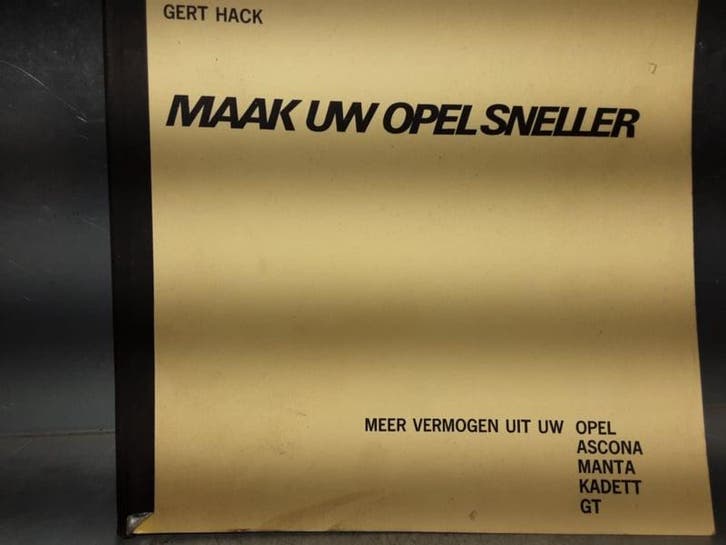 GERT HACK
MAAK UW OPEL SNELLER
MEER VERMOGEN UIT UW OPEL
ASCONA
MANTA
KADETT
GT